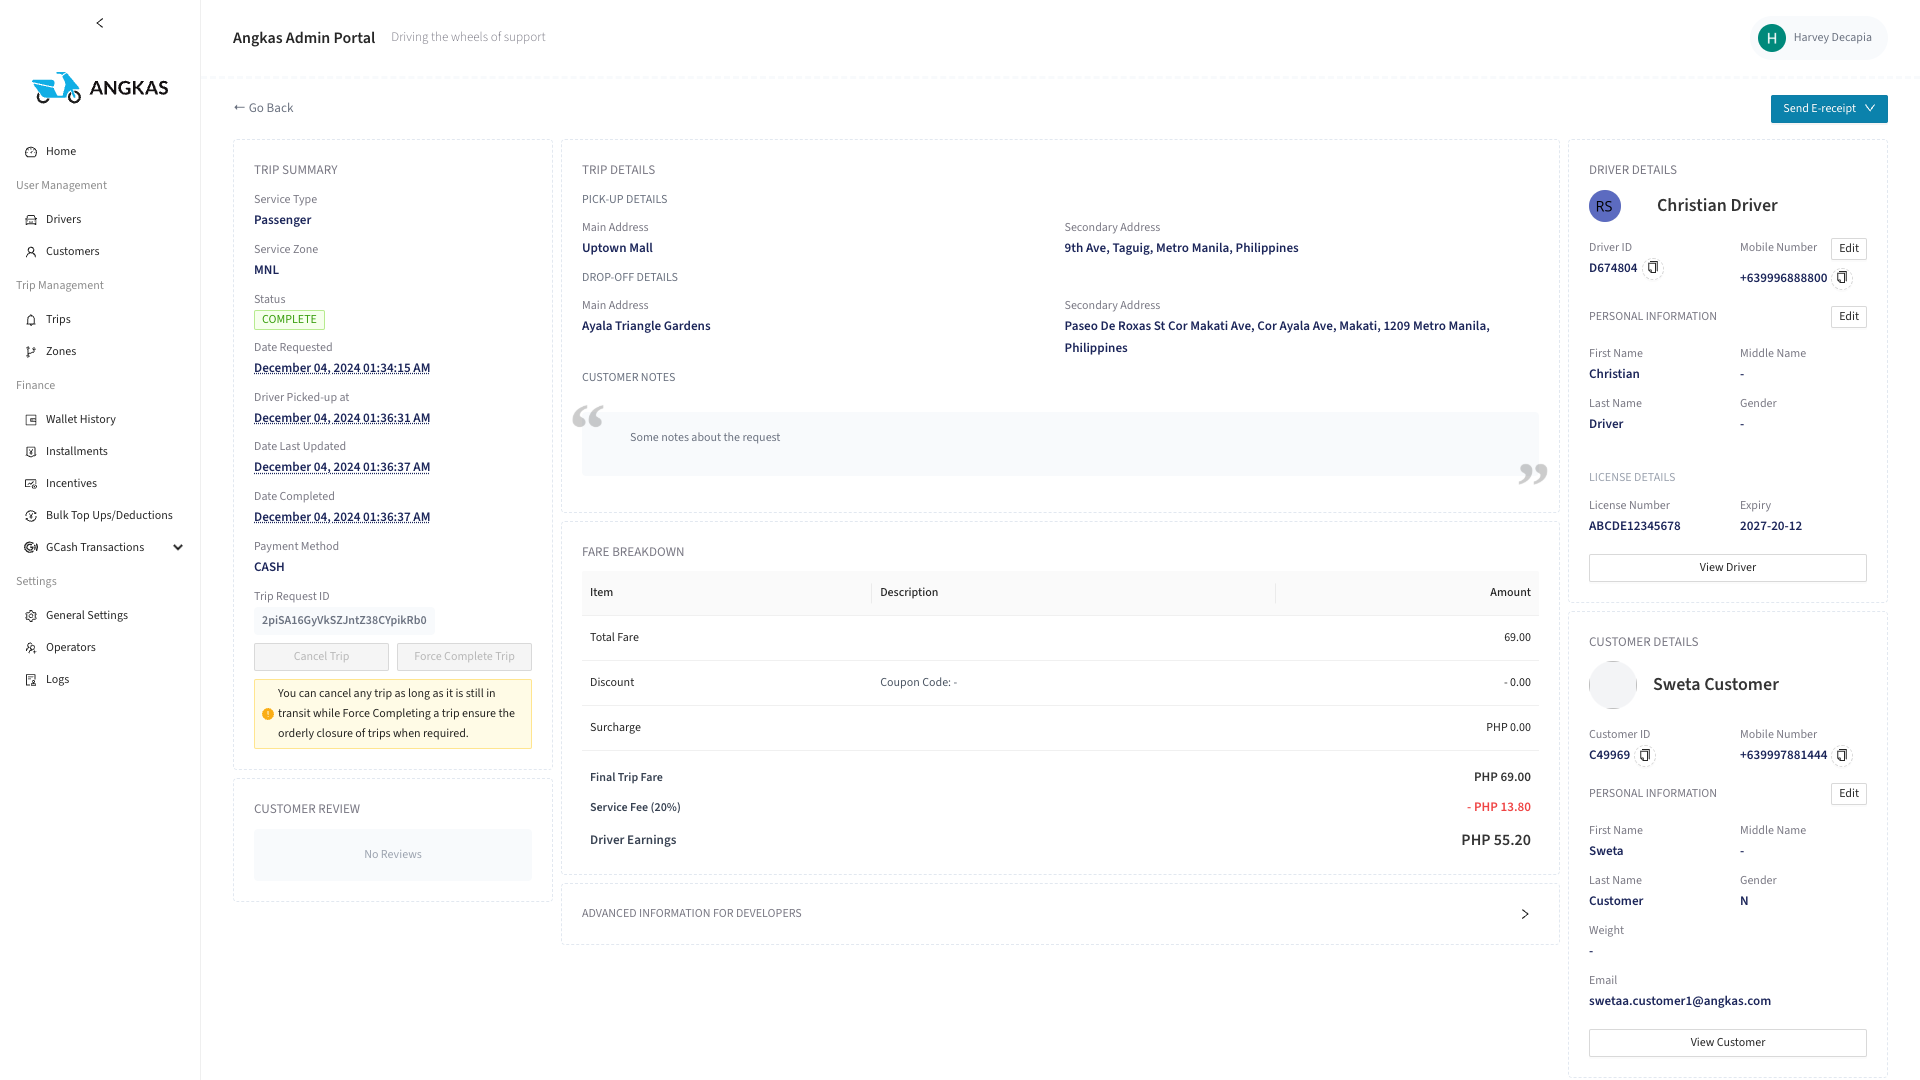 ANGKAS
Home
User Management
Drivers
Customers
Trip Management
Trips
Zones
Finance
Wallet History
Installments
Incentives
Bulk Top Ups/Deductions
GCash Transactions
Settings
General Settings
Operators
Logs
Angkas Admin Portal
Driving the wheels of support
H
Harvey Decapia
← Go Back
Send E-receipt
TRIP SUMMARY
Service Type
Passenger
Service Zone
MNL
Status
COMPLETE
Date Requested
December 04, 2024 01:34:15 AM
Driver Picked-up at
December 04, 2024 01:36:31 AM
Date Last Updated
December 04, 2024 01:36:37 AM
Date Completed
December 04, 2024 01:36:37 AM
Payment Method
CASH
Trip Request ID
2piSA16GyVkSZJntZ38CYpikRb0
Cancel Trip
Force Complete Trip
You can cancel any trip as long as it is still in
transit while Force Completing a trip ensure the
orderly closure of trips when required.
CUSTOMER REVIEW
No Reviews
TRIP DETAILS
PICK-UP DETAILS
Main Address
Uptown Mall
Secondary Address
9th Ave, Taguig, Metro Manila, Philippines
DROP-OFF DETAILS
Main Address
Ayala Triangle Gardens
Secondary Address
Paseo De Roxas St Cor Makati Ave, Cor Ayala Ave, Makati, 1209 Metro Manila,
Philippines
CUSTOMER NOTES
“
Some notes about the request
”
FARE BREAKDOWN
Item Description Amount
Total Fare 69.00
Discount Coupon Code: - - 0.00
Surcharge PHP 0.00
Final Trip Fare PHP 69.00
Service Fee (20%) - PHP 13.80
Driver Earnings PHP 55.20
ADVANCED INFORMATION FOR DEVELOPERS
DRIVER DETAILS
RS
Christian Driver
Driver ID
D674804
Mobile Number
Edit
+639996888800
PERSONAL INFORMATION
Edit
First Name
Christian
Middle Name
-
Last Name
Driver
Gender
-
LICENSE DETAILS
License Number
ABCDE12345678
Expiry
2027-20-12
View Driver
CUSTOMER DETAILS
Sweta Customer
Customer ID
C49969
Mobile Number
+639997881444
PERSONAL INFORMATION
Edit
First Name
Sweta
Middle Name
-
Last Name
Customer
Gender
N
Weight
-
Email
swetaa.customer1@angkas.com
View Customer